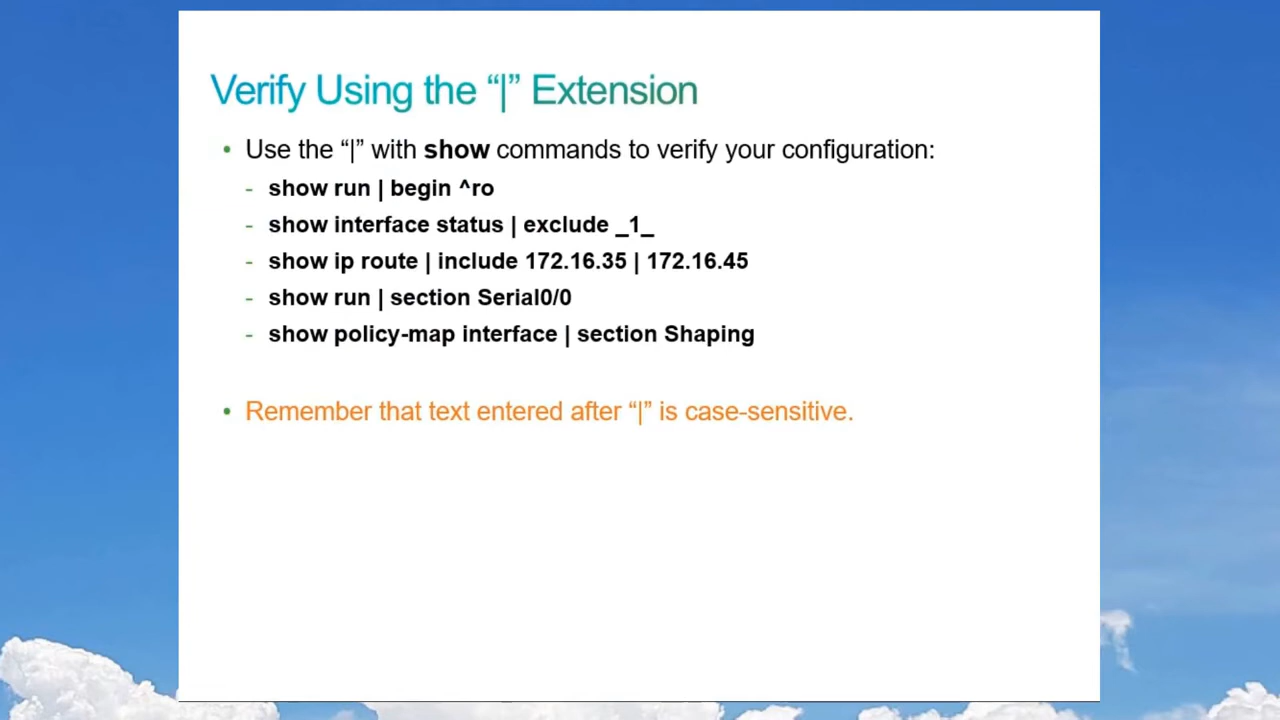 Verify Using the “|” Extension
• Use the “|” with show commands to verify your configuration:
- show run | begin ^ro
- show interface status | exclude _1_
- show ip route | include 172.16.35 | 172.16.45
- show run | section Serial0/0
- show policy-map interface | section Shaping
• Remember that text entered after “|” is case-sensitive.